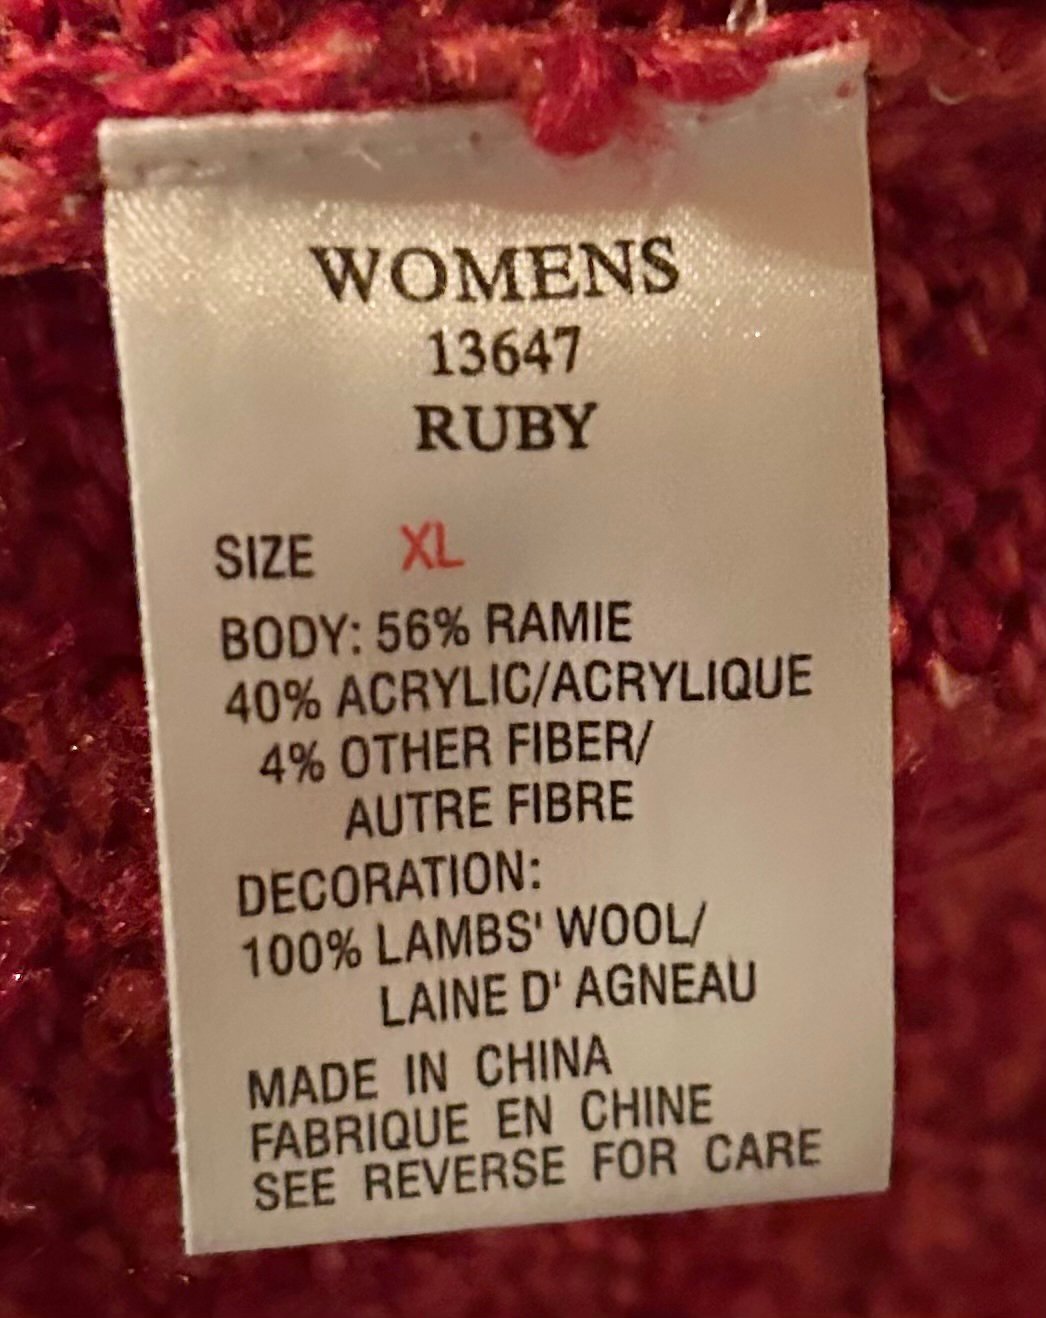 WOMENS
13647
RUBY
SIZE XL
BODY: 56% RAMIE
40% ACRYLIC/ACRYLIQUE
4% OTHER FIBER/
AUTRE FIBRE
DECORATION:
100% LAMBS' WOOL/
LAINE D' AGNEAU
MADE IN CHINA
FABRIQUE EN CHINE
SEE REVERSE FOR CARE